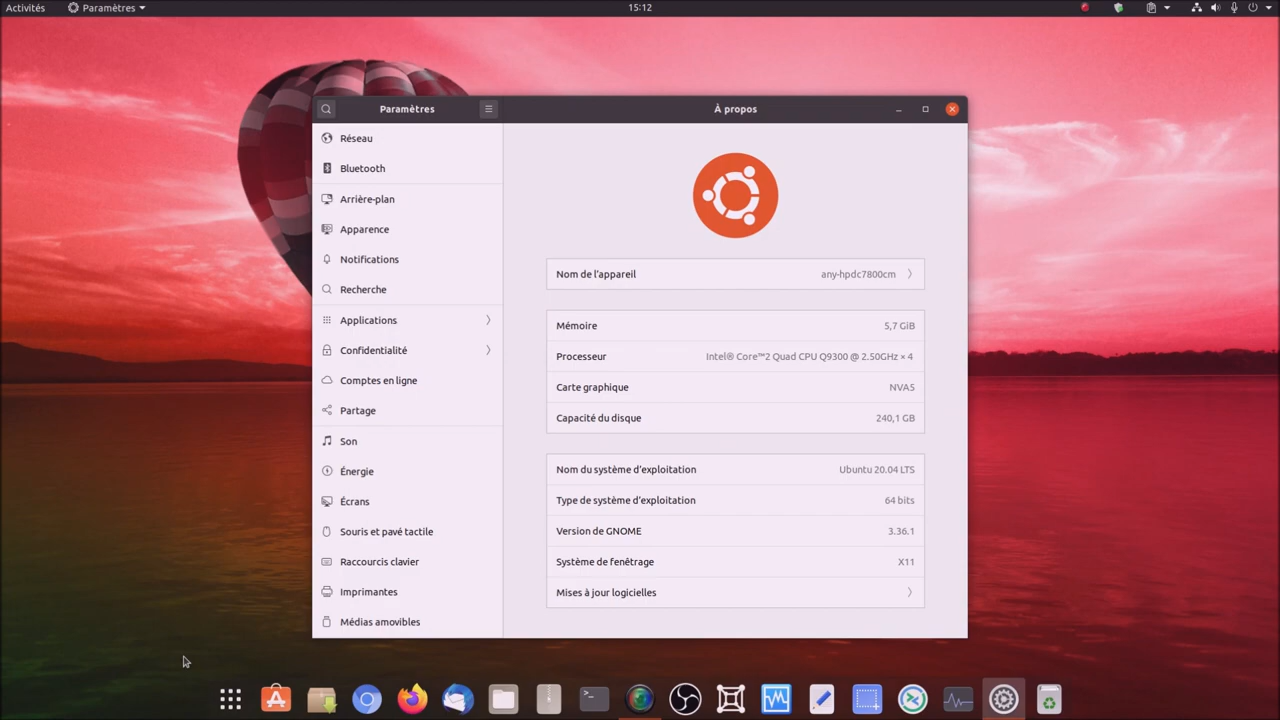 Activités
Paramètres
15:12
Paramètres
À propos
Réseau
Bluetooth
Arrière-plan
Apparence
Notifications
Recherche
Applications
Confidentialité
Comptes en ligne
Partage
Son
Énergie
Écrans
Souris et pavé tactile
Raccourcis clavier
Imprimantes
Médias amovibles
Nom de l'appareil any-hpdc7800cm
Mémoire 5,7 GiB
Processeur Intel® Core™2 Quad CPU Q9300 @ 2.50GHz × 4
Carte graphique NVA5
Capacité du disque 240,1 GB
Nom du système d'exploitation Ubuntu 20.04 LTS
Type de système d'exploitation 64 bits
Version de GNOME 3.36.1
Système de fenêtrage X11
Mises à jour logicielles